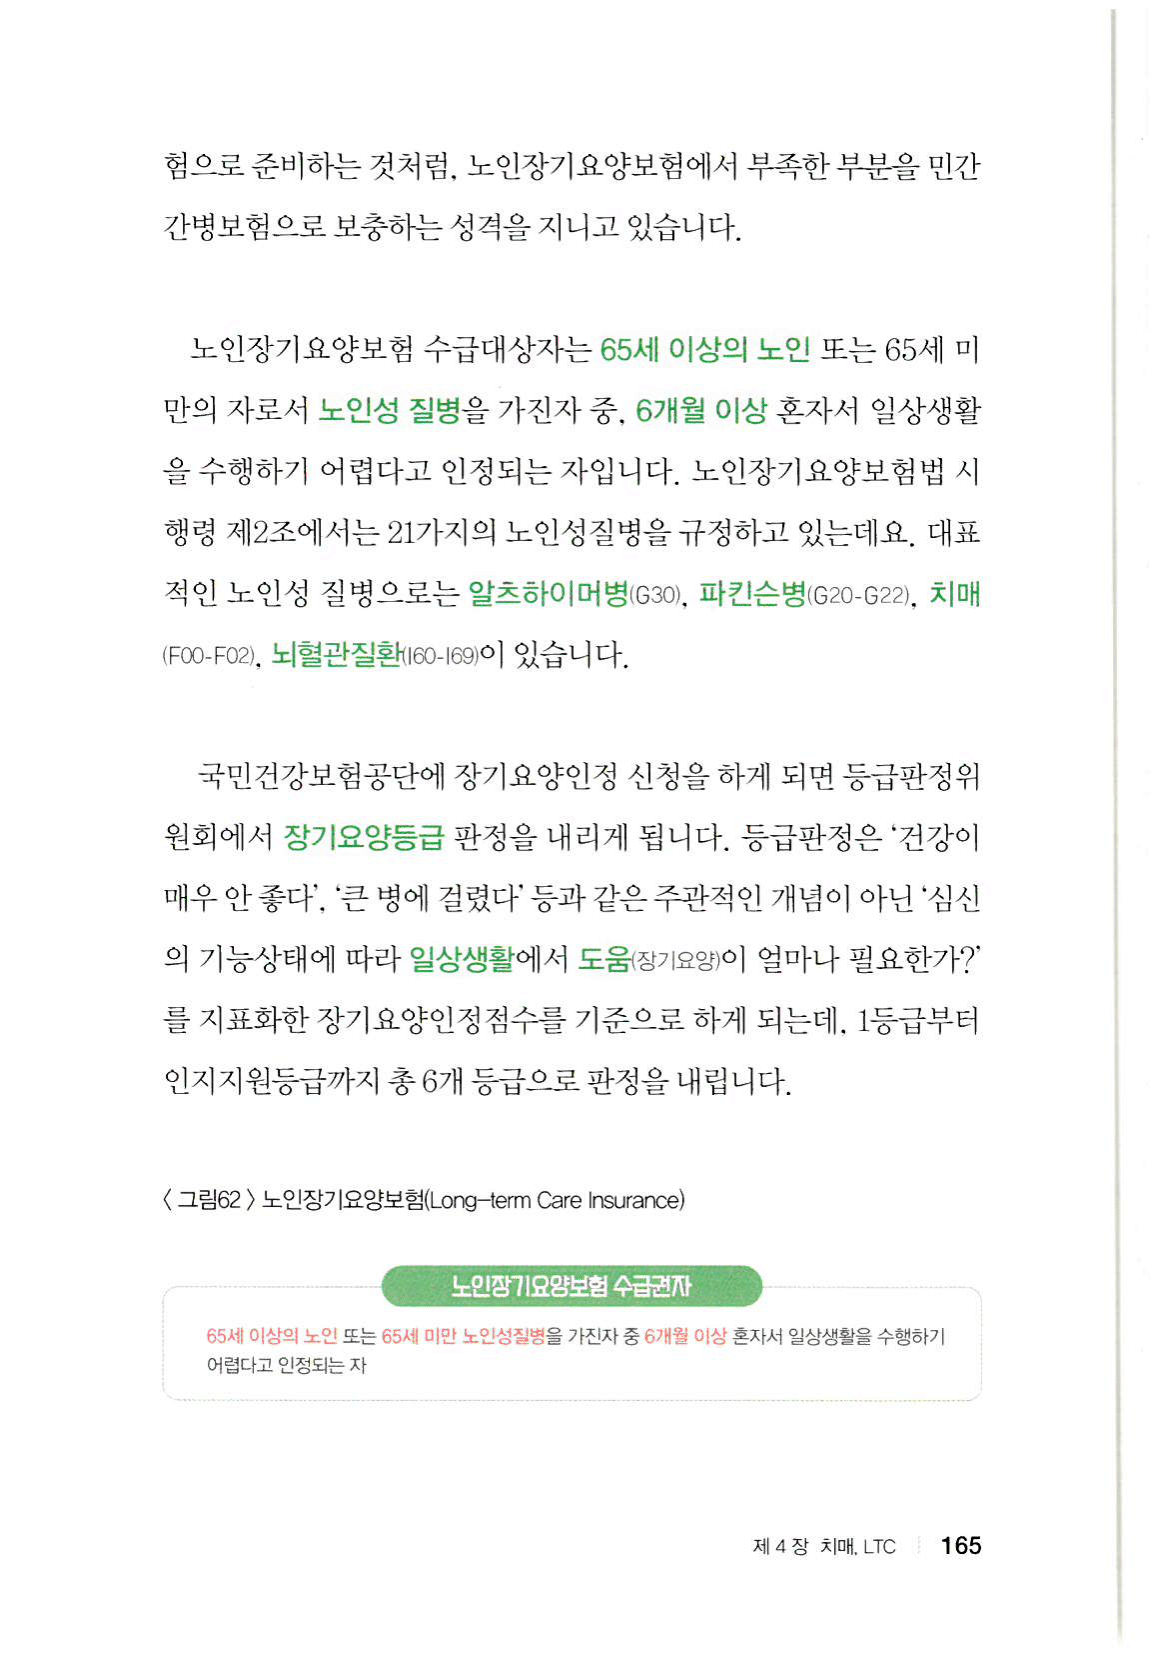 험으로 준비하는 것처럼, 노인장기요양보험에서 부족한 부분을 민간
간병보험으로 보충하는 성격을 지니고 있습니다.
노인장기요양보험 수급대상자는 65세 이상의 노인 또는 65세 미
만의 자로서 노인성 질병을 가진자 중, 6개월 이상 혼자서 일상생활
을 수행하기 어렵다고 인정되는 자입니다. 노인장기요양보험법 시
행령 제2조에서는 21가지의 노인성질병을 규정하고 있는데요. 대표
적인 노인성 질병으로는 알츠하이머병(G30), 파킨슨병(G20-G22), 치매
(F00-F02), 뇌혈관질환(I60-I69)이 있습니다.
국민건강보험공단에 장기요양인정 신청을 하게 되면 등급판정위
원회에서 장기요양등급 판정을 내리게 됩니다. 등급판정은 ‘건강이
매우 안 좋다’, ‘큰 병에 걸렸다’ 등과 같은 주관적인 개념이 아닌 ‘심신
의 기능상태에 따라 일상생활에서 도움(장기요양)이 얼마나 필요한가?’
를 지표화한 장기요양인정점수를 기준으로 하게 되는데, 1등급부터
인지지원등급까지 총 6개 등급으로 판정을 내립니다.
〈 그림62 〉 노인장기요양보험(Long-term Care Insurance)
노인장기요양보험 수급권자
65세 이상의 노인 또는 65세 미만 노인성질병을 가진자 중 6개월 이상 혼자서 일상생활을 수행하기
어렵다고 인정되는 자
제 4 장 치매, LTC 165